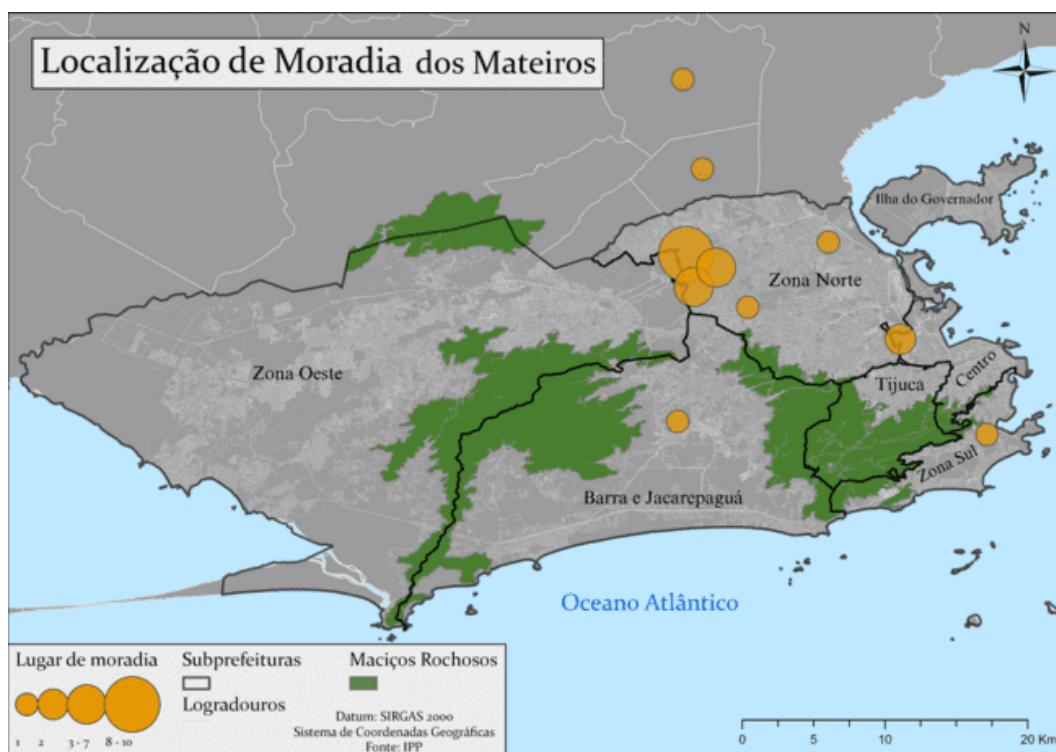 Localização de Moradia dos Mateiros
N
Ilha do Governador
Zona Norte
Zona Oeste
Tijuca
Centro
Zona Sul
Barra e Jacarepaguá
Oceano Atlântico
Lugar de moradia
1 2 3 - 7 8 - 10
Subprefeituras
Logradouros
Maciços Rochosos
Datum: SIRGAS 2000
Sistema de Coordenadas Geográficas
Fonte: IPP
0 5 10 20 Km